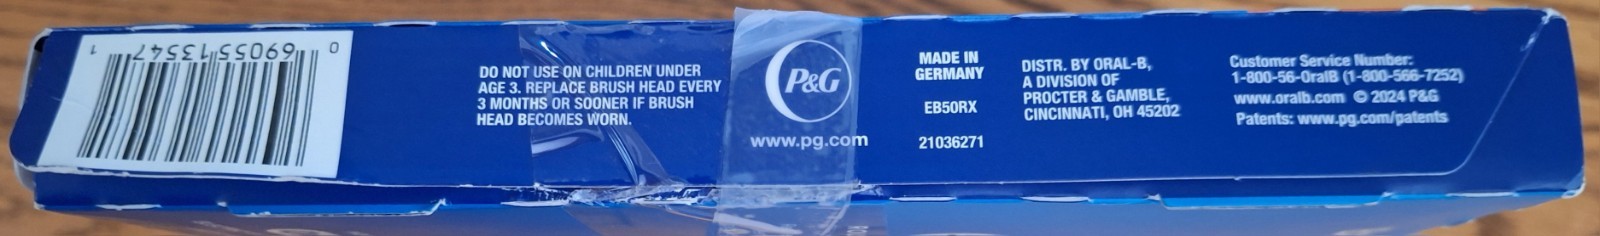 0 69055 13547 1
DO NOT USE ON CHILDREN UNDER
AGE 3. REPLACE BRUSH HEAD EVERY
3 MONTHS OR SOONER IF BRUSH
HEAD BECOMES WORN.
P&G
www.pg.com
MADE IN
GERMANY
EB50RX
21036271
DISTR. BY ORAL-B,
A DIVISION OF
PROCTER & GAMBLE,
CINCINNATI, OH 45202
Customer Service Number:
1-800-56-OralB (1-800-566-7252)
www.oralb.com © 2024 P&G
Patents: www.pg.com/patents